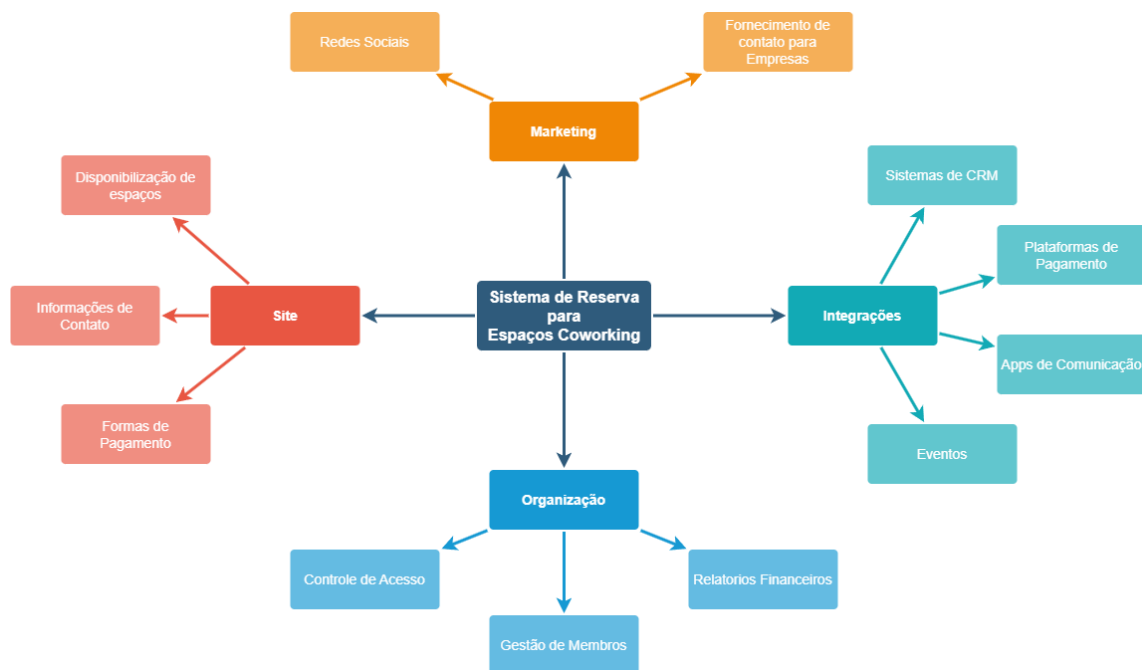 Redes Sociais
Fornecimento de
contato para
Empresas
Marketing
Disponibilização de
espaços
Sistemas de CRM
Plataformas de
Pagamento
Informações de
Contato
Site
Sistema de Reserva
para
Espaços Coworking
Integrações
Apps de Comunicação
Formas de
Pagamento
Eventos
Organização
Controle de Acesso
Relatorios Financeiros
Gestão de Membros